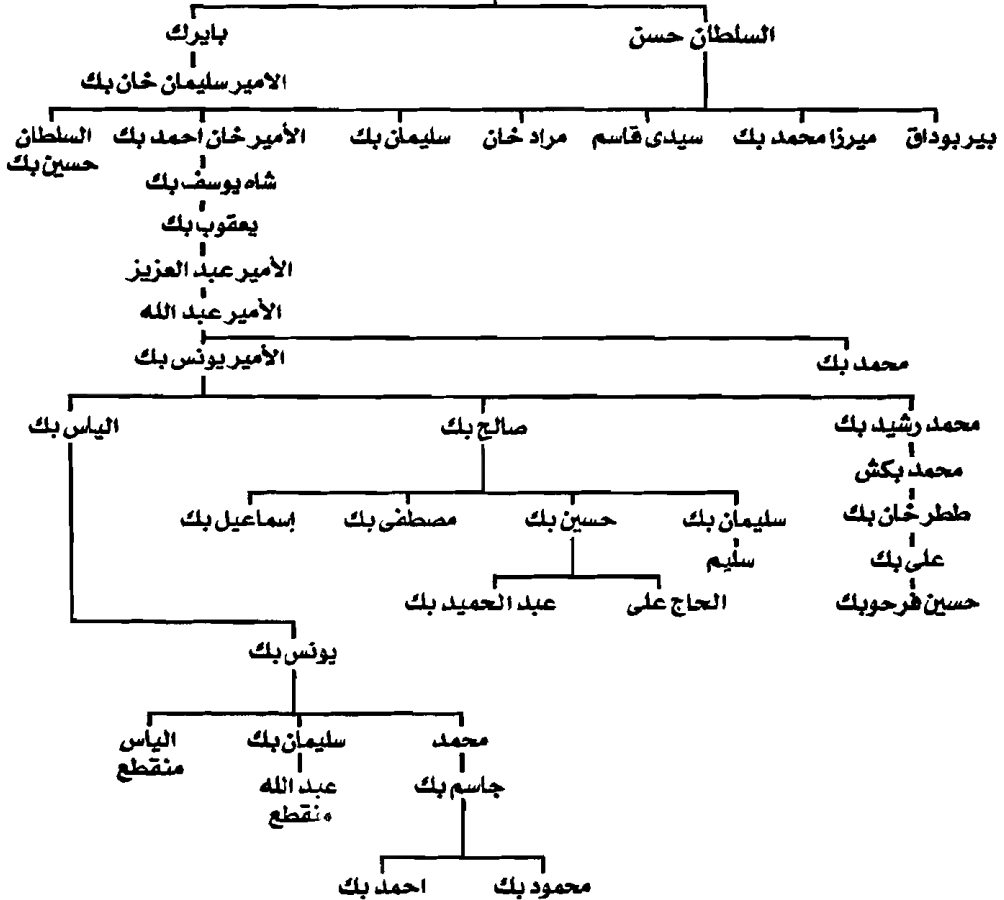 السلطان حسن
بايرك
الامير سليمان خان بك
بير بوداق
ميرزا محمد بك
سيدى قاسم
مراد خان
سليمان بك
الأمير خان احمد بك
السلطان
حسين بك
شاه يوسف بك
يعقوب بك
الأمير عبد العزيز
الأمير عبد الله
محمد بك
الأمير يونس بك
محمد رشيد بك
صالح بك
الياس بك
محمد بكش
ططر خان بك
على بك
حسين فرحو بك
سليمان بك
حسين بك
مصطفى بك
إسماعيل بك
سليم
الحاج على
عبد الحميد بك
يونس بك
محمد
سليمان بك
الياس
منقطع
جاسم بك
عبد الله
منقطع
محمود بك
احمد بك